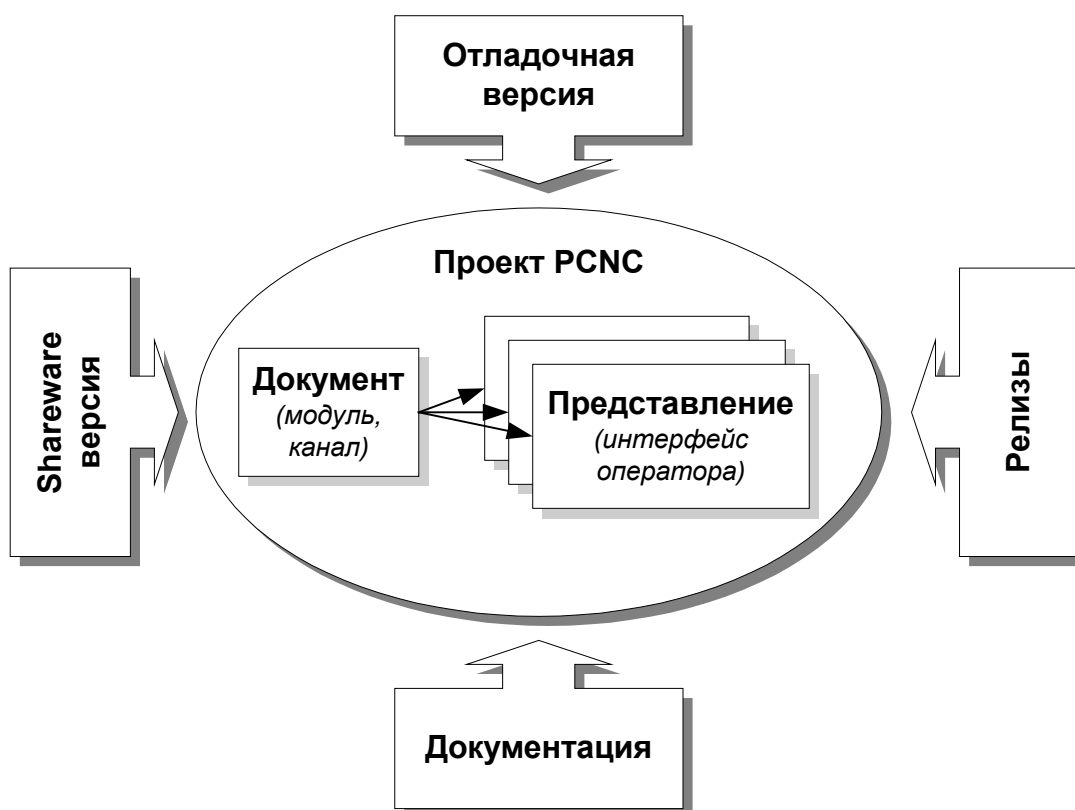 Отладочная
версия
Проект PCNC
Shareware
версия
Документ
(модуль,
канал)
Представление
(интерфейс
оператора)
Релизы
Документация